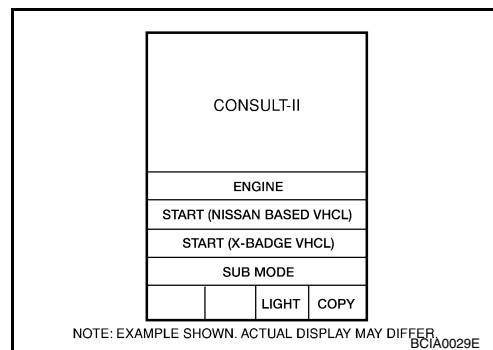 CONSULT-II
ENGINE
START (NISSAN BASED VHCL)
START (X-BADGE VHCL)
SUB MODE
LIGHT COPY
NOTE: EXAMPLE SHOWN. ACTUAL DISPLAY MAY DIFFER.
BCIA0029E